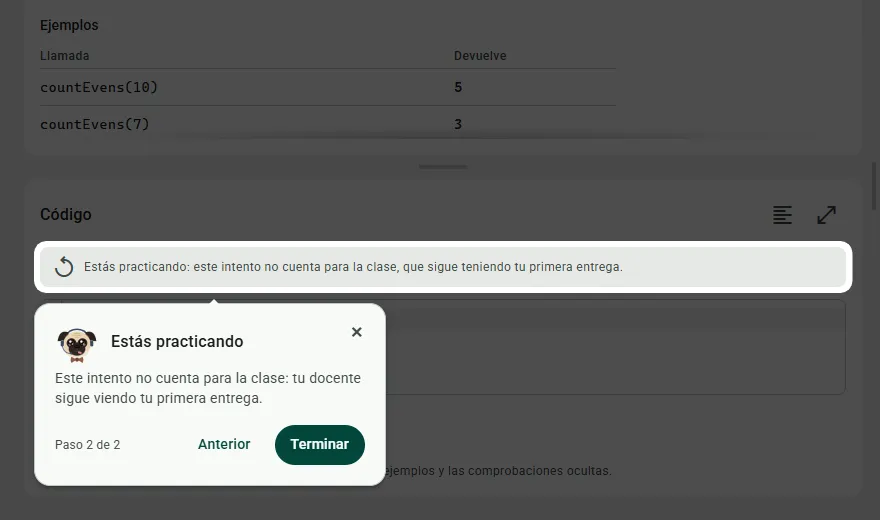 Ejemplos
Llamada Devuelve
countEvens(10) 5
countEvens(7) 3
Código
Estás practicando: este intento no cuenta para la clase, que sigue teniendo tu primera entrega.
Estás practicando
Este intento no cuenta para la clase: tu docente
sigue viendo tu primera entrega.
Paso 2 de 2 Anterior Terminar
ejemplos y las comprobaciones ocultas.